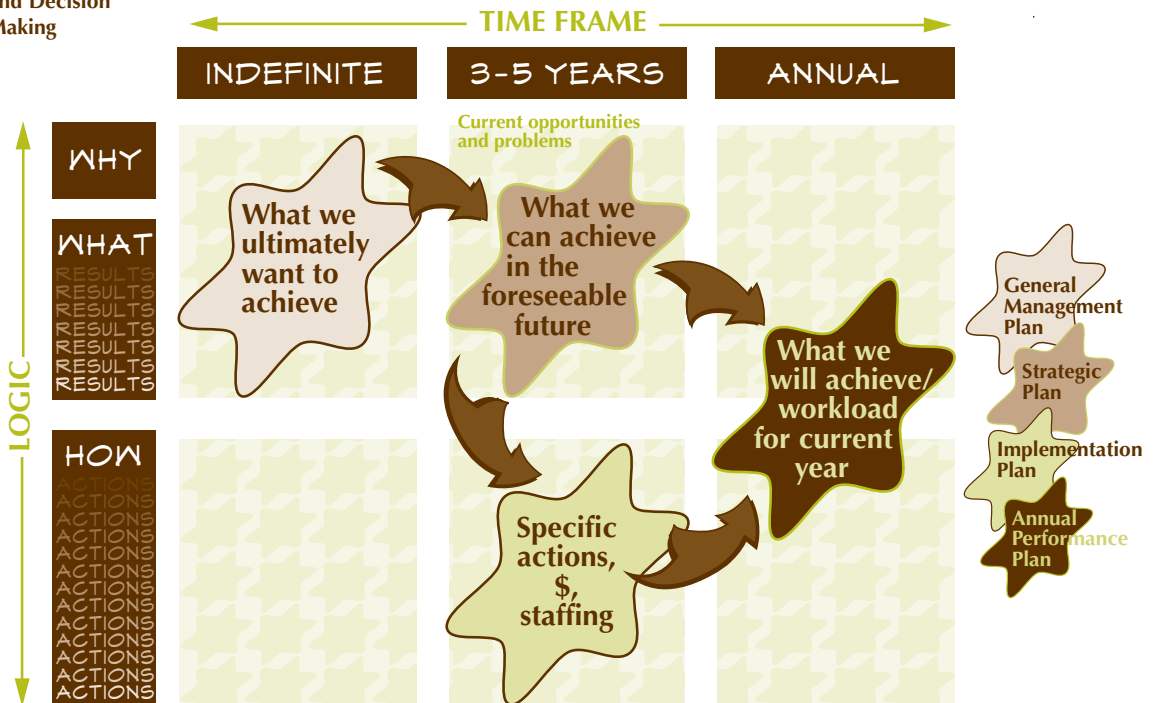 nd Decision
Making
TIME FRAME
INDEFINITE
3-5 YEARS
ANNUAL
LOGIC
WHY
WHAT
RESULTS
RESULTS
RESULTS
RESULTS
RESULTS
RESULTS
RESULTS
HOW
ACTIONS
ACTIONS
ACTIONS
ACTIONS
ACTIONS
ACTIONS
ACTIONS
ACTIONS
ACTIONS
ACTIONS
ACTIONS
ACTIONS
ACTIONS
What we
ultimately
want to
achieve
Current opportunities
and problems
What we
can achieve
in the
foreseeable
future
Specific
actions,
$,
staffing
What we
will achieve/
workload
for current
year
General
Management
Plan
Strategic
Plan
Implementation
Plan
Annual
Performance
Plan